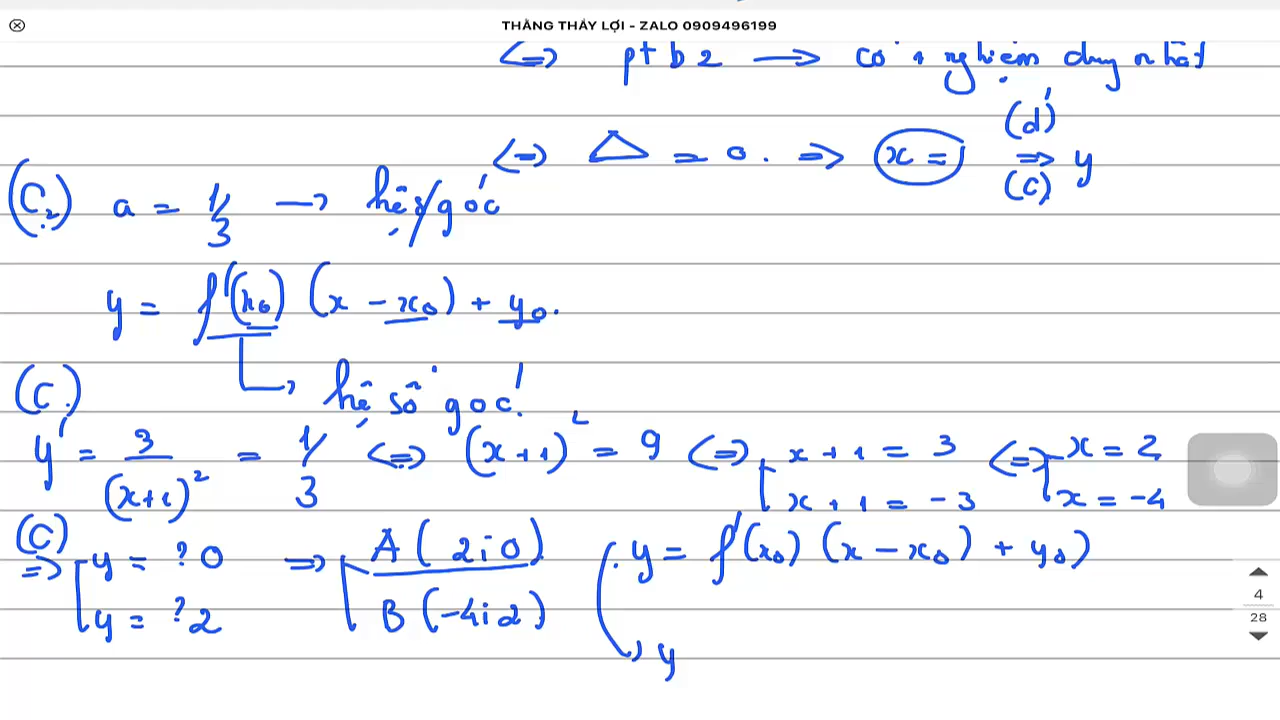 THẦNG THẦY LỢI - ZALO 0909496199
<=> pt b2 → có 1 nghiệm duy nhất
<=> △ = 0. => x = (d) => (C) y
(C2) a = 1/3 → hệ s/góc
y = f'(x0) (x - x0) + y0.
→ hệ số góc!
(C)
y' = 3/(x+1)² = 1/3 <=> (x+1)² = 9 <=> [ x+1 = 3 <=> [ x = 2
x+1 = -3 x = -4
(C) => [ y = ? 0 => [ A (2; 0) y = f'(x0) (x - x0) + y0)
y = ? 2 B (-4; 2)
→ y
4
28